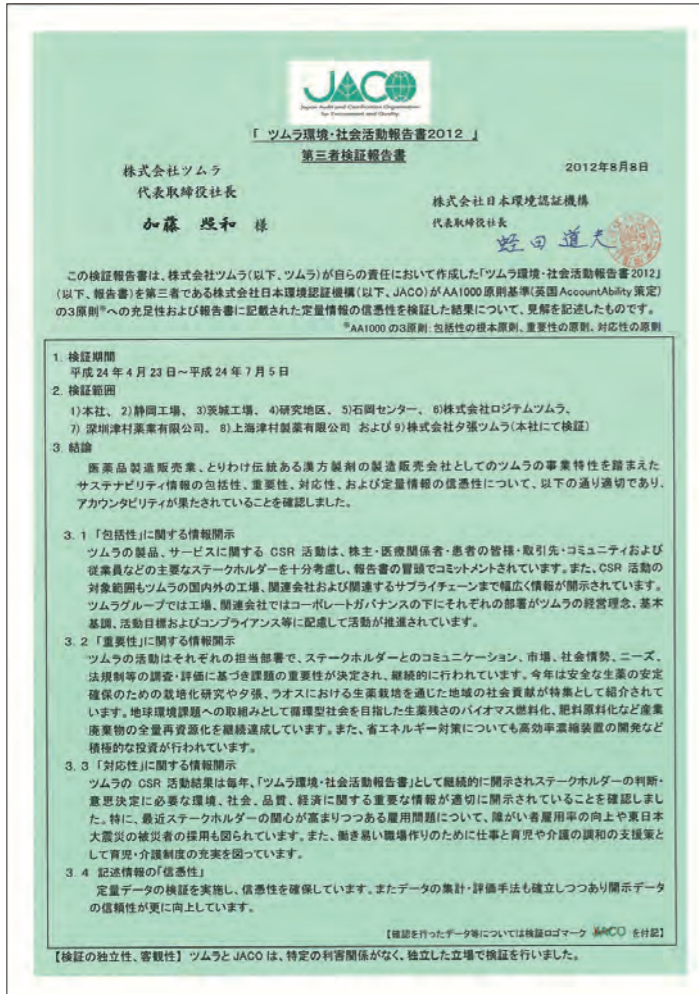 JACO
Japan Audit and Certification Organization
for Environment and Quality
「 ツムラ環境・社会活動報告書2012 」
第三者検証報告書
2012年8月8日
株式会社ツムラ
代表取締役社長
加藤 照和 様
株式会社日本環境認証機構
代表取締役社長
蛭田 道夫
この検証報告書は、株式会社ツムラ(以下、ツムラ)が自らの責任において作成した「ツムラ環境・社会活動報告書2012」
(以下、報告書)を第三者である株式会社日本環境認証機構(以下、JACO)がAA1000原則基準(英国AccountAbility策定)
の3原則※への充足性および報告書に記載された定量情報の信憑性を検証した結果について、見解を記述したものです。
※AA1000の3原則:包括性の根本原則、重要性の原則、対応性の原則
1. 検証期間
平成24年4月23日～平成24年7月5日
2. 検証範囲
1)本社、 2)静岡工場、 3)茨城工場、 4)研究地区、 5)石岡センター、 6)株式会社ロジテムツムラ、
7) 深圳津村薬業有限公司、 8)上海津村製薬有限公司 および 9)株式会社夕張ツムラ(本社にて検証)
3. 結論
医薬品製造販売業、とりわけ伝統ある漢方製剤の製造販売会社としてのツムラの事業特性を踏まえた
サステナビリティ情報の包括性、重要性、対応性、および定量情報の信憑性について、以下の通り適切であり、
アカウンタビリティが果たされていることを確認しました。
3. 1 「包括性」に関する情報開示
ツムラの製品、サービスに関する CSR 活動は、株主・医療関係者・患者の皆様・取引先・コミュニティおよび
従業員などの主要なステークホルダーを十分考慮し、報告書の冒頭でコミットメントされています。また、CSR 活動の
対象範囲もツムラの国内外の工場、関連会社および関連するサプライチェーンまで幅広く情報が開示されています。
ツムラグループでは工場、関連会社ではコーポレートガバナンスの下にそれぞれの部署がツムラの経営理念、基本
基調、活動目標およびコンプライアンス等に配慮して活動が推進されています。
3. 2 「重要性」に関する情報開示
ツムラの活動はそれぞれの担当部署で、ステークホルダーとのコミュニケーション、市場、社会情勢、ニーズ、
法規制等の調査・評価に基づき課題の重要性が決定され、継続的に行われています。今年は安全な生薬の安定
確保のための栽培化研究や夕張、ラオスにおける生薬栽培を通じた地域の社会貢献が特集として紹介されて
います。地球環境課題への取組みとして循環型社会を目指した生薬残さのバイオマス燃料化、肥料原料化など産業
廃棄物の全量再資源化を継続達成しています。また、省エネルギー対策についても高効率濃縮装置の開発など
積極的な投資が行われています。
3. 3 「対応性」に関する情報開示
ツムラの CSR 活動結果は毎年、「ツムラ環境・社会活動報告書」として継続的に開示されステークホルダーの判断・
意思決定に必要な環境、社会、品質、経済に関する重要な情報が適切に開示されていることを確認しまし
た。特に、最近ステークホルダーの関心が高まりつつある雇用問題について、障がい者雇用率の向上や東日本
大震災の被災者の採用も図られています。また、働き易い職場作りのために仕事と育児や介護の調和の支援策と
して育児・介護制度の充実を図っています。
3. 4 記述情報の「信憑性」
定量データの検証を実施し、信憑性を確保しています。またデータの集計・評価手法も確立しつつあり開示データ
の信頼性が更に向上しています。
【確認を行ったデータ等については検証ロゴマーク JACO を付記】
【検証の独立性、客観性】 ツムラと JACO は、特定の利害関係がなく、独立した立場で検証を行いました。